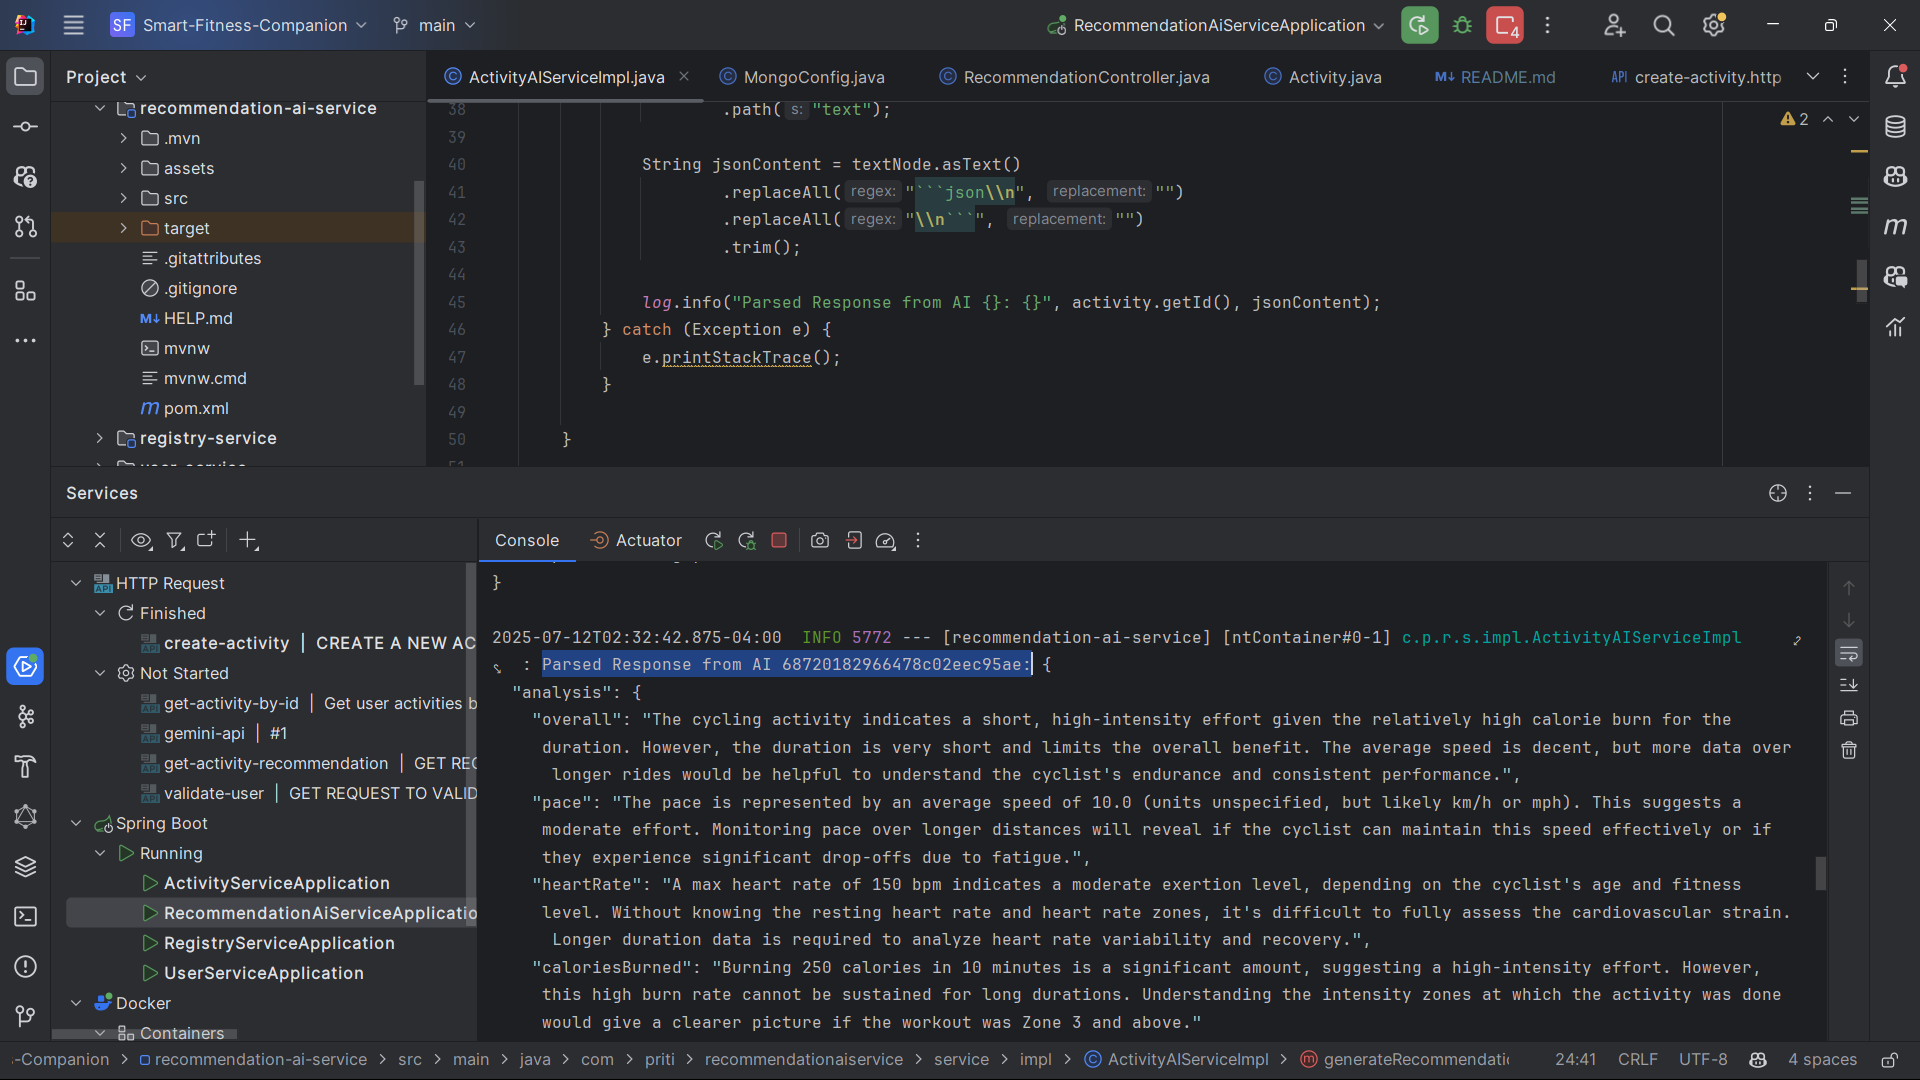 SF Smart-Fitness-Companion
main
RecommendationAiServiceApplication
4
Project
ActivityAIServiceImpl.java
MongoConfig.java
RecommendationController.java
Activity.java
README.md
API create-activity.http
recommendation-ai-service
.mvn
assets
src
target
.gitattributes
.gitignore
HELP.md
mvnw
mvnw.cmd
pom.xml
registry-service
user-service
2
38 .path( s: "text");
39
40 String jsonContent = textNode.asText()
41 .replaceAll( regex: "```json\\n", replacement: "")
42 .replaceAll( regex: "\\n```", replacement: "")
43 .trim();
44
45 log.info("Parsed Response from AI {}: {}", activity.getId(), jsonContent);
46 } catch (Exception e) {
47 e.printStackTrace();
48 }
49
50 }
51
Services
HTTP Request
Finished
create-activity | CREATE A NEW AC
Not Started
get-activity-by-id | Get user activities b
gemini-api | #1
get-activity-recommendation | GET REC
validate-user | GET REQUEST TO VALID
Spring Boot
Running
ActivityServiceApplication
RecommendationAiServiceApplicatio
RegistryServiceApplication
UserServiceApplication
Docker
Containers
Console
Actuator
}
2025-07-12T02:32:42.875-04:00 INFO 5772 --- [recommendation-ai-service] [ntContainer#0-1] c.p.r.s.impl.ActivityAIServiceImpl
: Parsed Response from AI 68720182966478c02eec95ae: {
"analysis": {
"overall": "The cycling activity indicates a short, high-intensity effort given the relatively high calorie burn for the
duration. However, the duration is very short and limits the overall benefit. The average speed is decent, but more data over
longer rides would be helpful to understand the cyclist's endurance and consistent performance.",
"pace": "The pace is represented by an average speed of 10.0 (units unspecified, but likely km/h or mph). This suggests a
moderate effort. Monitoring pace over longer distances will reveal if the cyclist can maintain this speed effectively or if
they experience significant drop-offs due to fatigue.",
"heartRate": "A max heart rate of 150 bpm indicates a moderate exertion level, depending on the cyclist's age and fitness
level. Without knowing the resting heart rate and heart rate zones, it's difficult to fully assess the cardiovascular strain.
Longer duration data is required to analyze heart rate variability and recovery.",
"caloriesBurned": "Burning 250 calories in 10 minutes is a significant amount, suggesting a high-intensity effort. However,
this high burn rate cannot be sustained for long durations. Understanding the intensity zones at which the activity was done
would give a clearer picture if the workout was Zone 3 and above."
-Companion > recommendation-ai-service > src > main > java > com > priti > recommendationaiservice > service > impl > ActivityAIServiceImpl > generateRecommendati
24:41 CRLF UTF-8 4 spaces